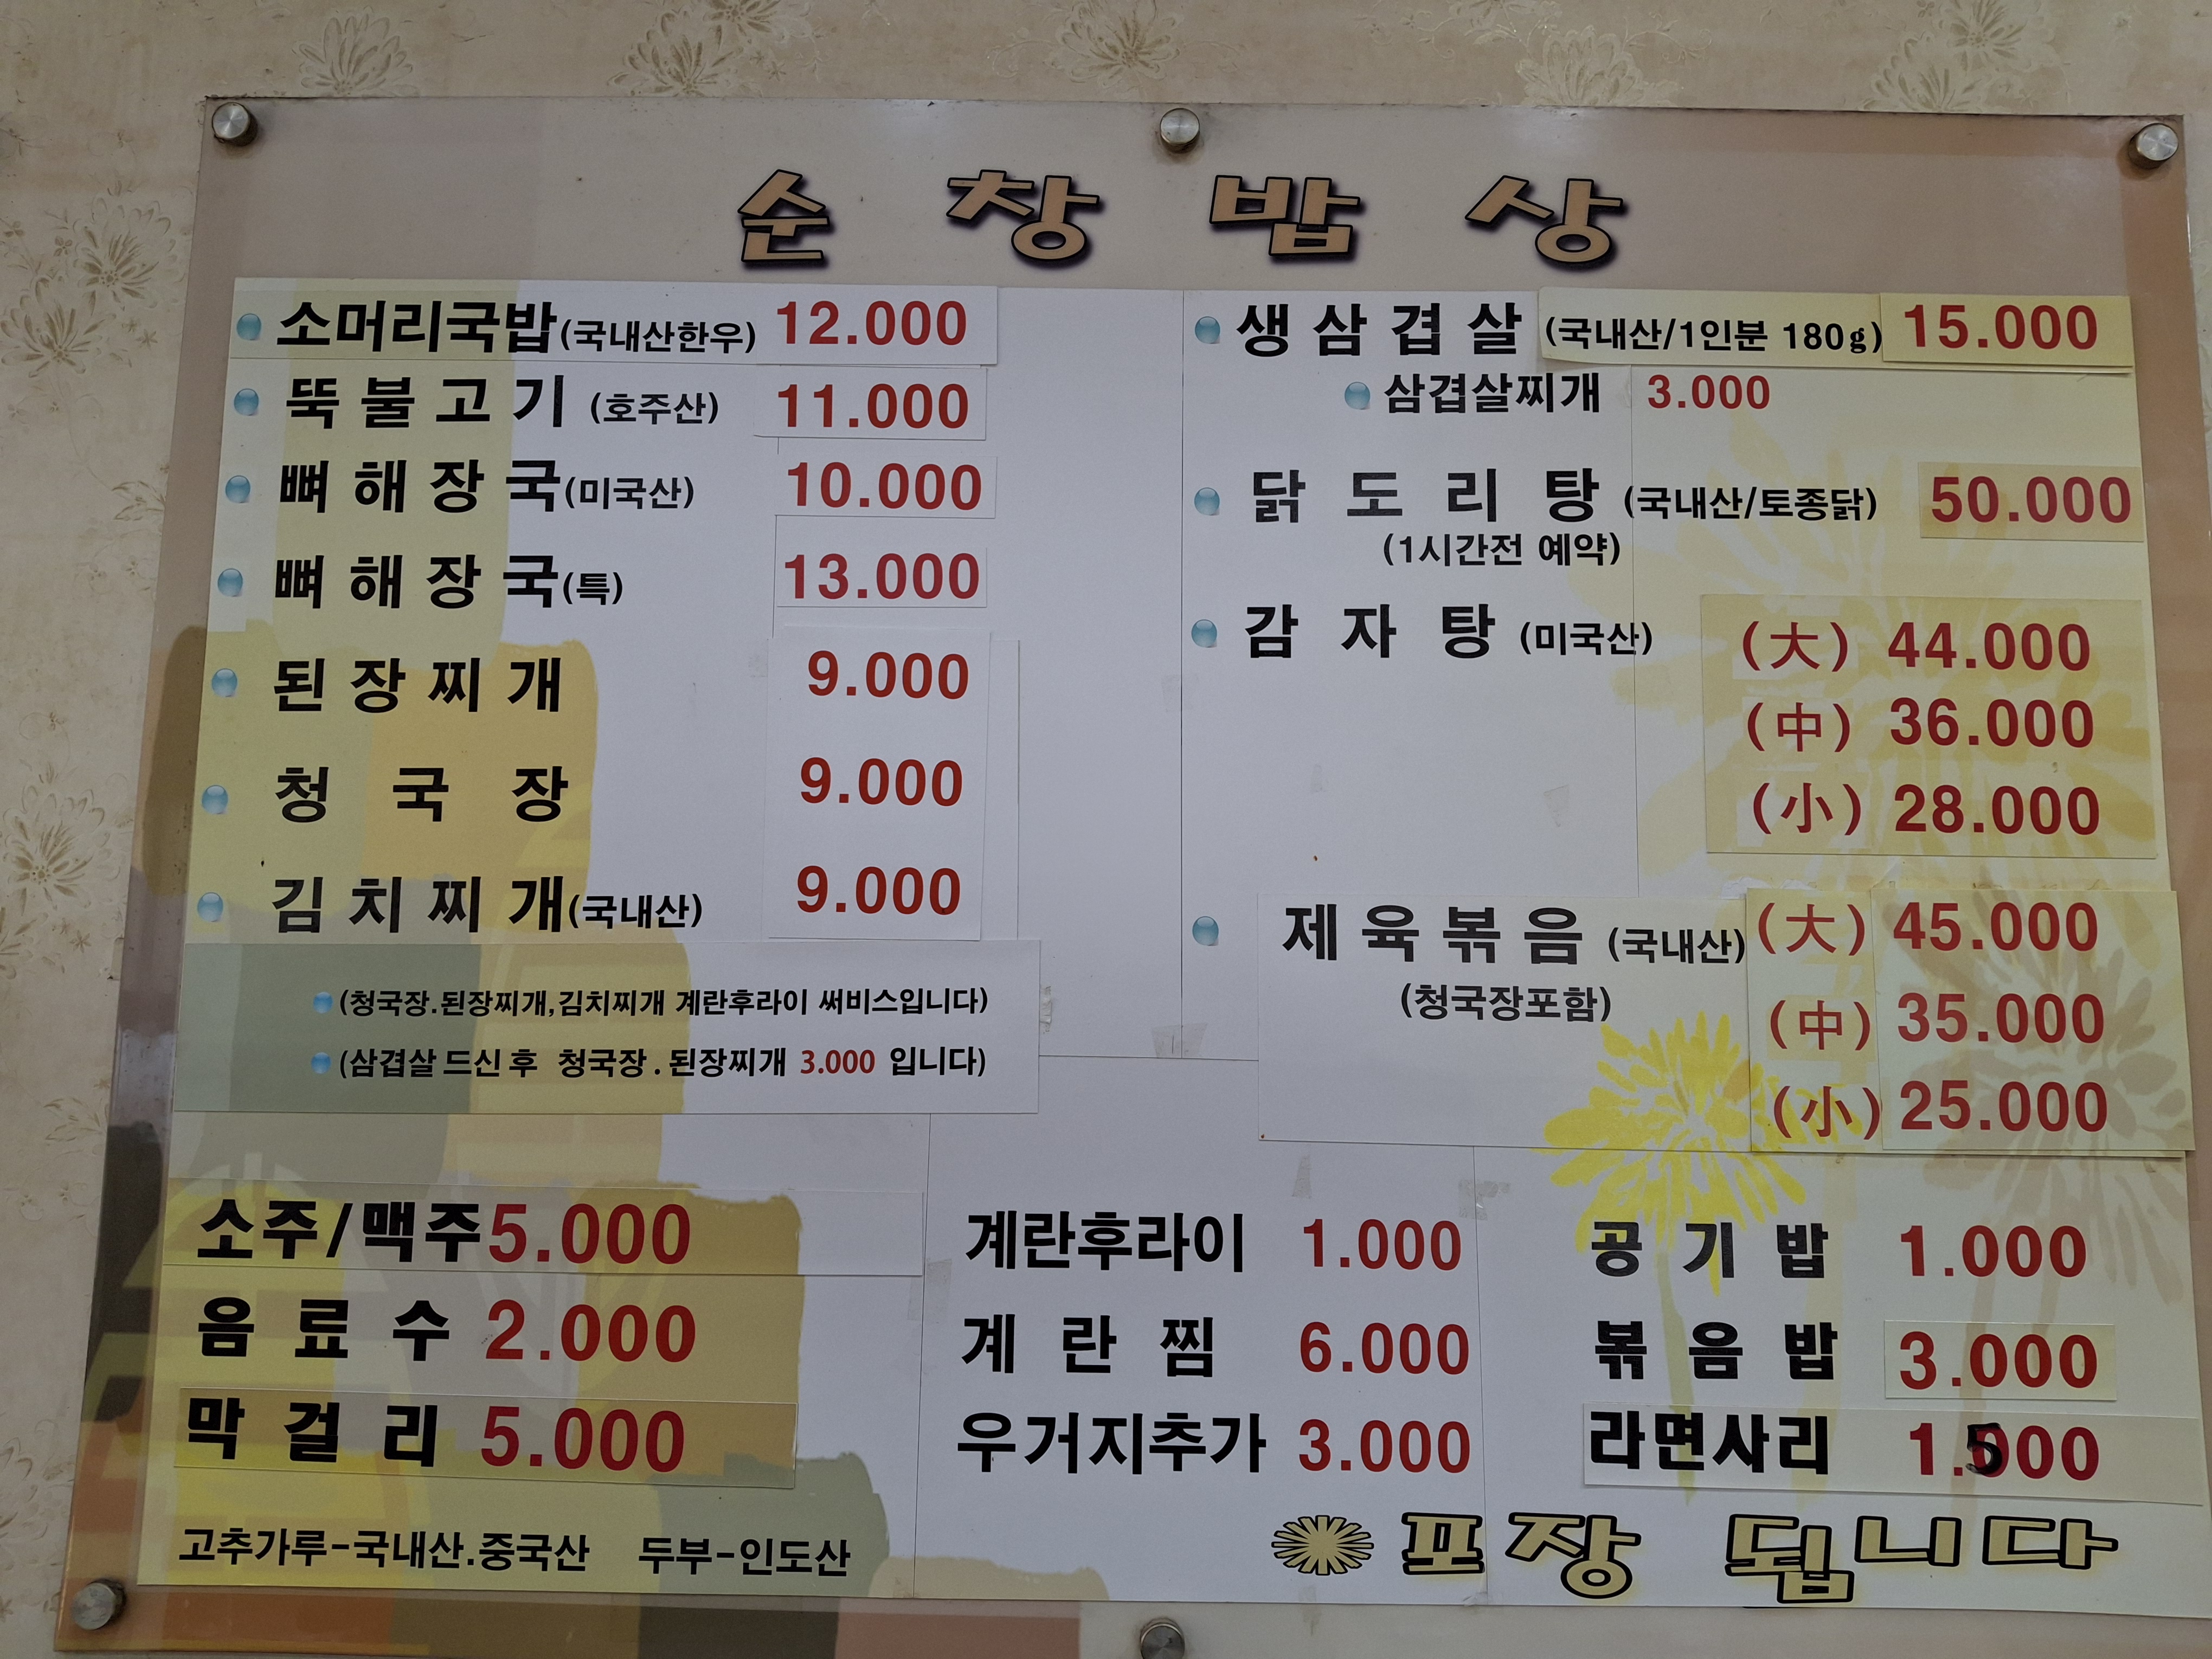 순창밥상
소머리국밥(국내산한우) 12.000
뚝불고기 (호주산) 11.000
뼈해장국(미국산) 10.000
뼈해장국(특) 13.000
된장찌개 9.000
청국장 9.000
김치찌개(국내산) 9.000
(청국장.된장찌개,김치찌개 계란후라이 써비스입니다)
(삼겹살 드신 후 청국장 . 된장찌개 3.000 입니다)
생삼겹살 (국내산/1인분 180g) 15.000
삼겹살찌개 3.000
닭도리탕 (국내산/토종닭) 50.000
(1시간전 예약)
감자탕 (미국산) (大) 44.000
(中) 36.000
(小) 28.000
제육볶음 (국내산) (大) 45.000
(청국장포함) (中) 35.000
(小) 25.000
소주/맥주 5.000
음료수 2.000
막걸리 5.000
고추가루-국내산.중국산 두부-인도산
계란후라이 1.000
계란찜 6.000
우거지추가 3.000
공기밥 1.000
볶음밥 3.000
라면사리 1.500
포장 됩니다